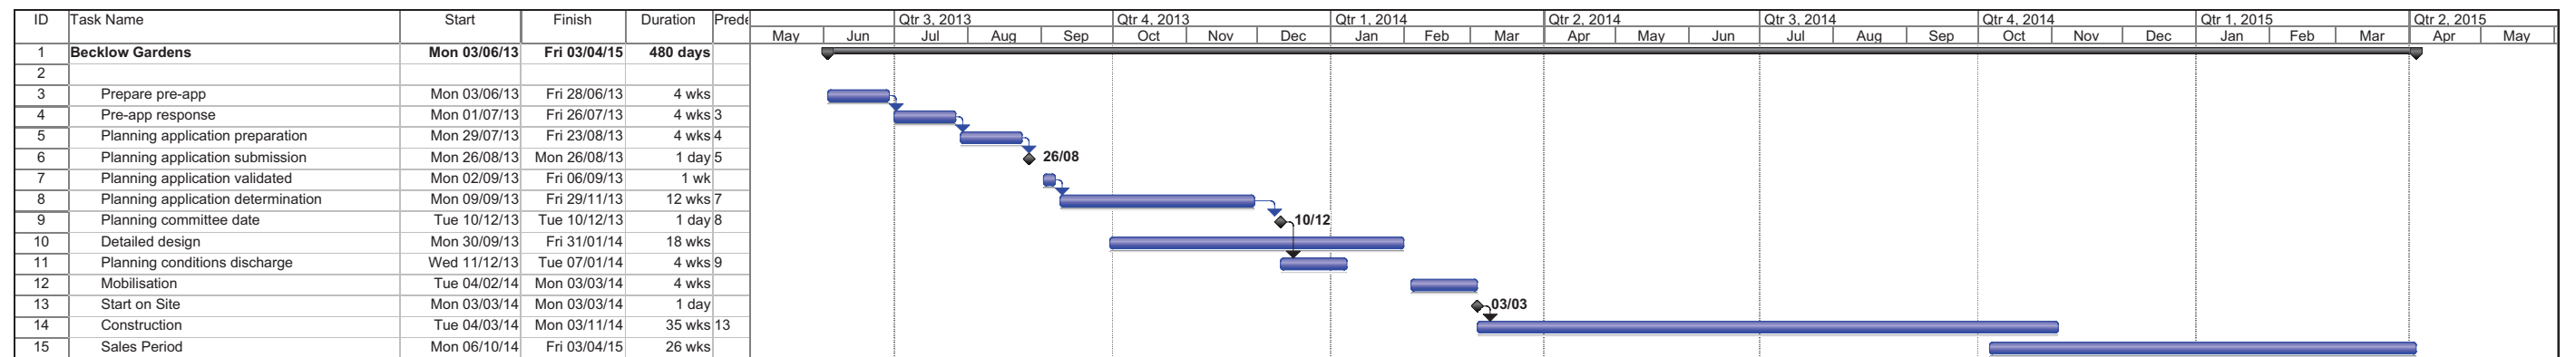 ID Task Name Start Finish Duration Prede Qtr 3, 2013 Qtr 4, 2013 Qtr 1, 2014 Qtr 2, 2014 Qtr 3, 2014 Qtr 4, 2014 Qtr 1, 2015 Qtr 2, 2015
May Jun Jul Aug Sep Oct Nov Dec Jan Feb Mar Apr May Jun Jul Aug Sep Oct Nov Dec Jan Feb Mar Apr May
1 Becklow Gardens Mon 03/06/13 Fri 03/04/15 480 days
2
3 Prepare pre-app Mon 03/06/13 Fri 28/06/13 4 wks
4 Pre-app response Mon 01/07/13 Fri 26/07/13 4 wks 3
5 Planning application preparation Mon 29/07/13 Fri 23/08/13 4 wks 4
6 Planning application submission Mon 26/08/13 Mon 26/08/13 1 day 5 26/08
7 Planning application validated Mon 02/09/13 Fri 06/09/13 1 wk
8 Planning application determination Mon 09/09/13 Fri 29/11/13 12 wks 7
9 Planning committee date Tue 10/12/13 Tue 10/12/13 1 day 8 10/12
10 Detailed design Mon 30/09/13 Fri 31/01/14 18 wks
11 Planning conditions discharge Wed 11/12/13 Tue 07/01/14 4 wks 9
12 Mobilisation Tue 04/02/14 Mon 03/03/14 4 wks
13 Start on Site Mon 03/03/14 Mon 03/03/14 1 day 03/03
14 Construction Tue 04/03/14 Mon 03/11/14 35 wks 13
15 Sales Period Mon 06/10/14 Fri 03/04/15 26 wks